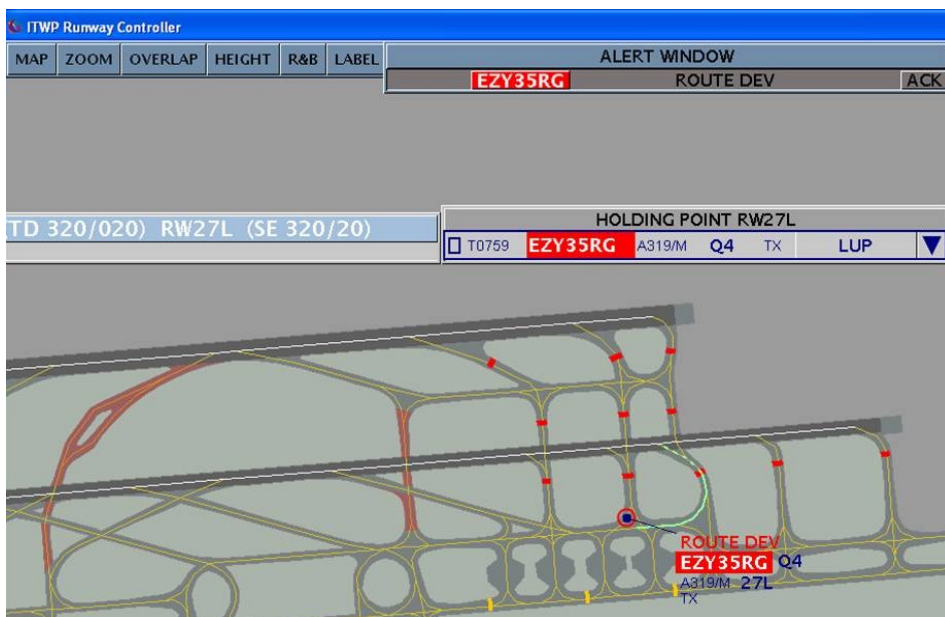 ITWP Runway Controller
MAP ZOOM OVERLAP HEIGHT R&B LABEL
ALERT WINDOW
EZY35RG ROUTE DEV ACK
TD 320/020) RW27L (SE 320/20)
HOLDING POINT RW27L
T0759 EZY35RG A319/M Q4 TX LUP
ROUTE DEV
EZY35RG Q4
A319/M 27L
TX